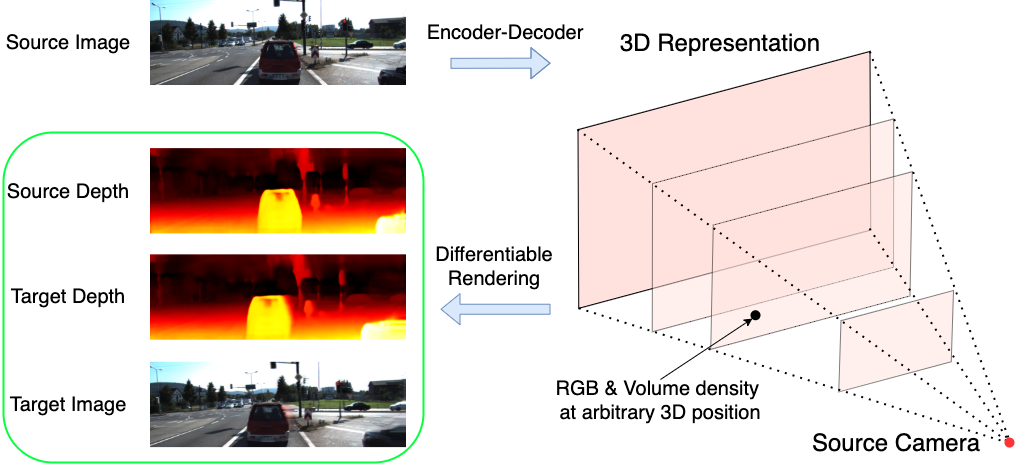 Source Image
Encoder-Decoder
3D Representation
Source Depth
Target Depth
Differentiable
Rendering
Target Image
RGB & Volume density
at arbitrary 3D position
Source Camera